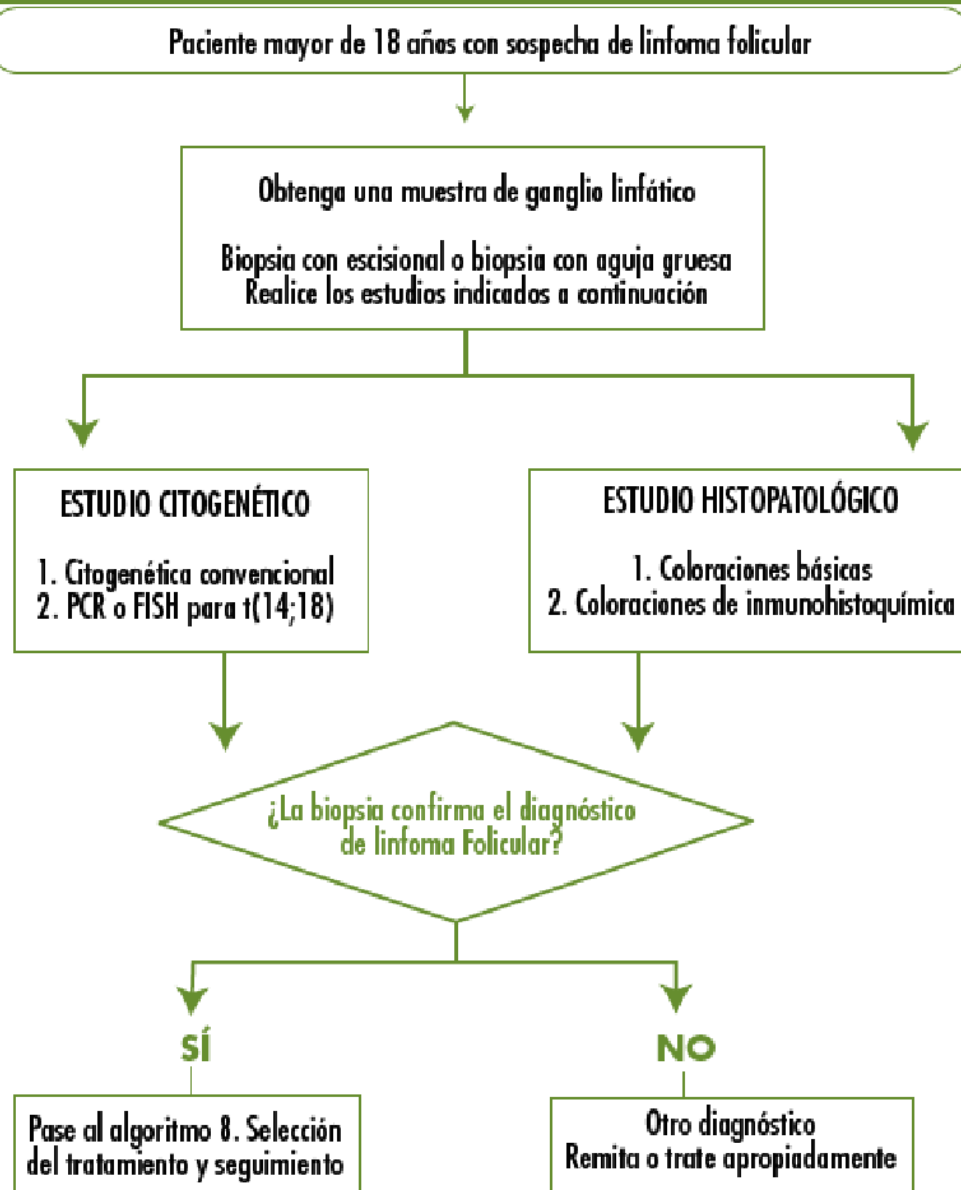 Paciente mayor de 18 años con sospecha de linfoma folicular
Obtenga una muestra de ganglio linfático
Biopsia con escisional o biopsia con aguja gruesa
Realice los estudios indicados a continuación
ESTUDIO CITOGENÉTICO
1. Citogenética convencional
2. PCR o FISH para t(14;18)
ESTUDIO HISTOPATOLÓGICO
1. Coloraciones básicas
2. Coloraciones de inmunohistoquímica
¿La biopsia confirma el diagnóstico
de linfoma Folicular?
SÍ
NO
Pase al algoritmo 8. Selección
del tratamiento y seguimiento
Otro diagnóstico
Remita o trate apropiadamente